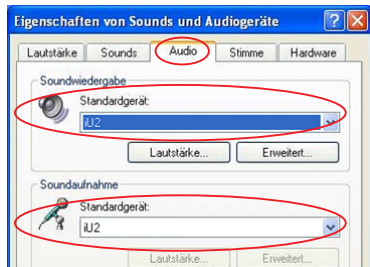 Eigenschaften von Sounds und Audiogeräte
Lautstärke Sounds Audio Stimme Hardware
Soundwiedergabe
Standardgerät:
iU2
Lautstärke... Erweitert...
Soundaufnahme
Standardgerät:
iU2
Lautstärke... Erweitert...